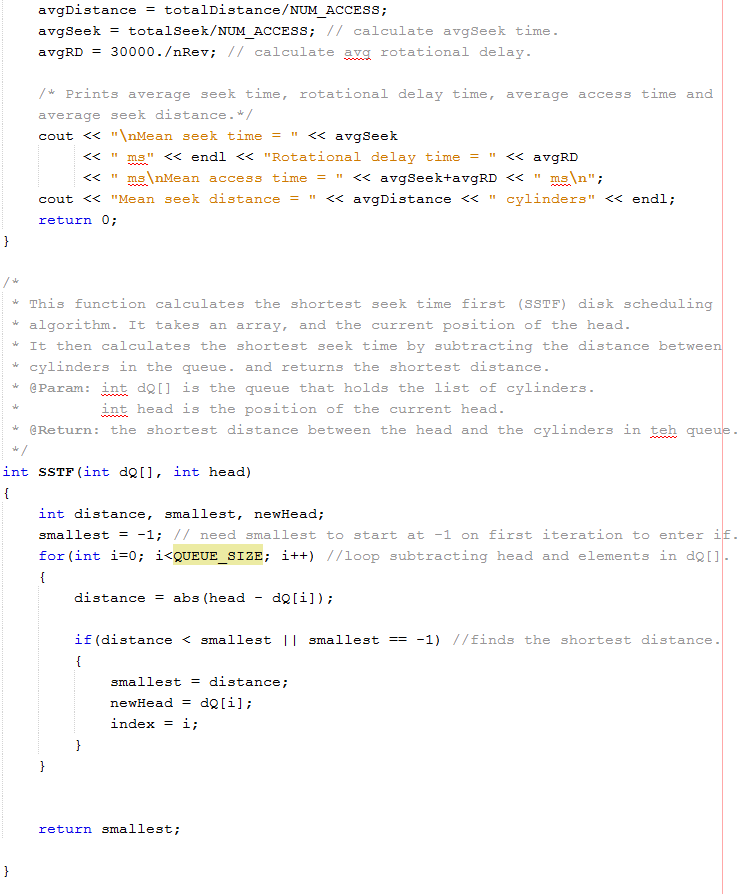 avgDistance = totalDistance/NUM_ACCESS;
avgSeek = totalSeek/NUM_ACCESS; // calculate avgSeek time.
avgRD = 30000./nRev; // calculate avg rotational delay.
/* Prints average seek time, rotational delay time, average access time and
average seek distance.*/
cout << "\nMean seek time = " << avgSeek
<< " ms" << endl << "Rotational delay time = " << avgRD
<< " ms\nMean access time = " << avgSeek+avgRD << " ms\n";
cout << "Mean seek distance = " << avgDistance << " cylinders" << endl;
return 0;
}
/*
* This function calculates the shortest seek time first (SSTF) disk scheduling
* algorithm. It takes an array, and the current position of the head.
* It then calculates the shortest seek time by subtracting the distance between
* cylinders in the queue. and returns the shortest distance.
* @Param: int dQ[] is the queue that holds the list of cylinders.
* int head is the position of the current head.
* @Return: the shortest distance between the head and the cylinders in teh queue.
*/
int SSTF(int dQ[], int head)
{
int distance, smallest, newHead;
smallest = -1; // need smallest to start at -1 on first iteration to enter if.
for(int i=0; i<QUEUE_SIZE; i++) //loop subtracting head and elements in dQ[].
{
distance = abs(head - dQ[i]);
if(distance < smallest || smallest == -1) //finds the shortest distance.
{
smallest = distance;
newHead = dQ[i];
index = i;
}
}
return smallest;
}